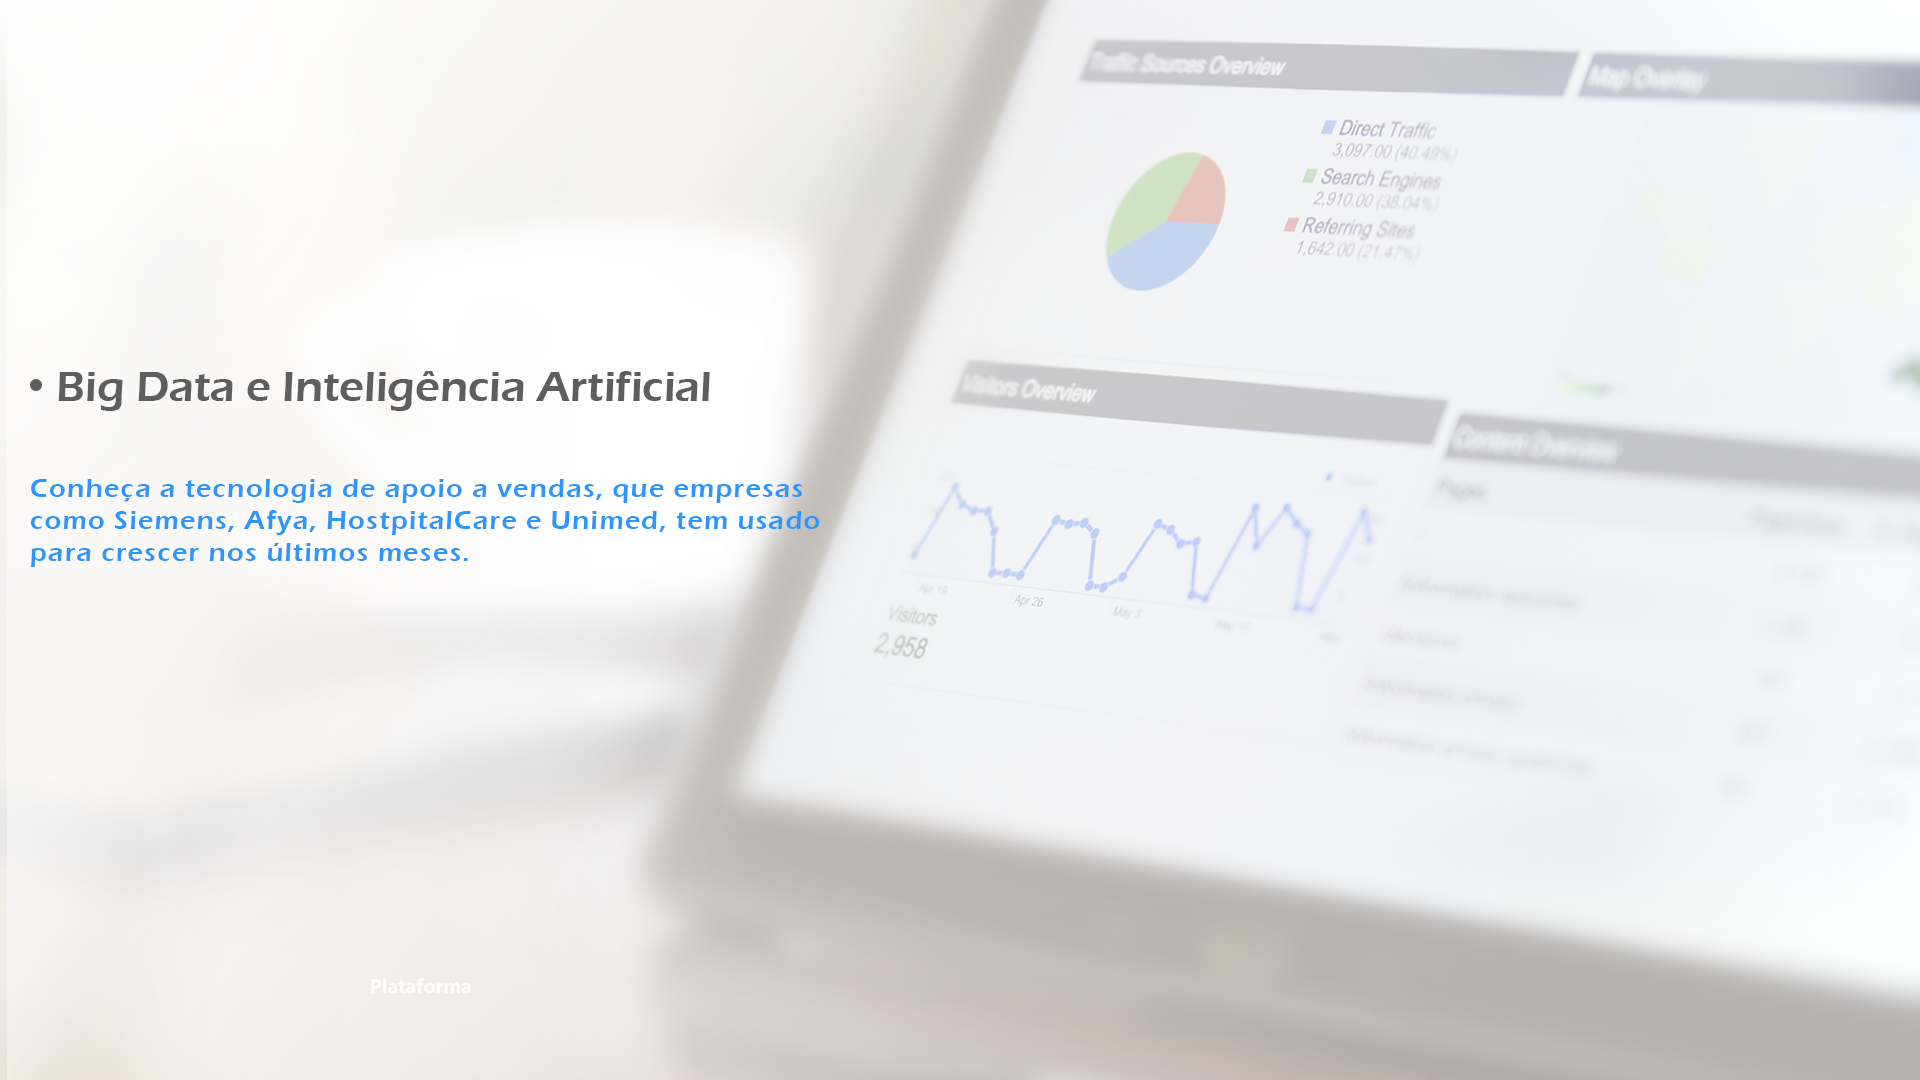 • Big Data e Inteligência Artificial
Conheça a tecnologia de apoio a vendas, que empresas
como Siemens, Afya, HostpitalCare e Unimed, tem usado
para crescer nos últimos meses.
Plataforma
Traffic Sources Overview
Map Overlay
Direct Traffic
3,097.00 (40.49%)
Search Engines
2,910.00 (38.04%)
Referring Sites
1,642.00 (21.47%)
Visitors Overview
Content Overview
Pages
Apr 19
Apr 26
May 3
Visitors
2,958